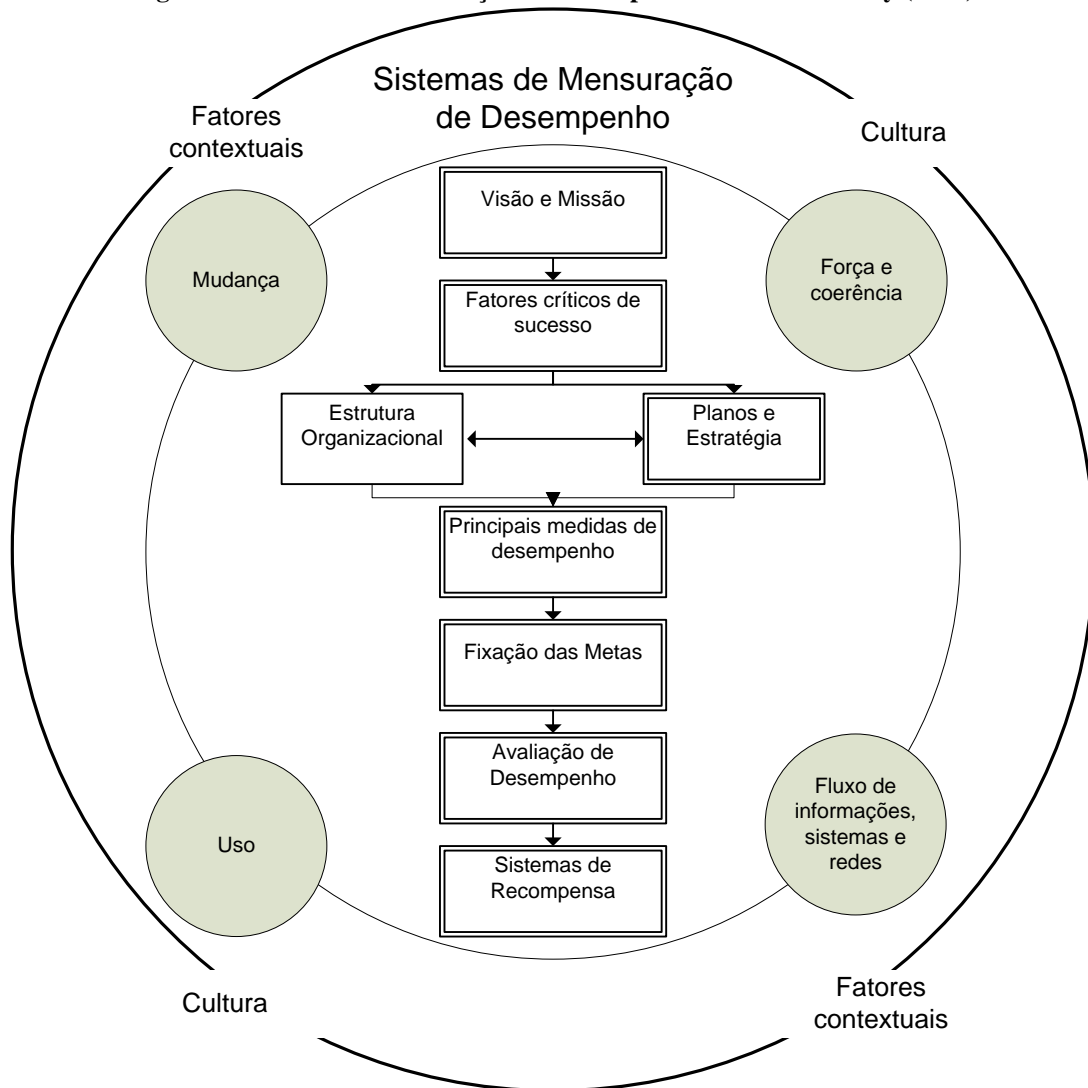 Sistemas de Mensuração
de Desempenho
Fatores
contextuais
Cultura
Visão e Missão
Mudança
Força e
coerência
Fatores críticos de
sucesso
Estrutura
Organizacional
Planos e
Estratégia
Principais medidas de
desempenho
Fixação das Metas
Avaliação de
Desempenho
Uso
Fluxo de
informações,
sistemas e
redes
Sistemas de
Recompensa
Cultura
Fatores
contextuais